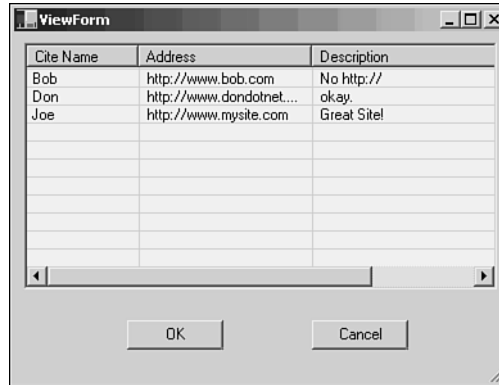 ViewForm
Cite Name Address Description
Bob http://www.bob.com No http://
Don http://www.dondotnet.... okay.
Joe http://www.mysite.com Great Site!
OK Cancel